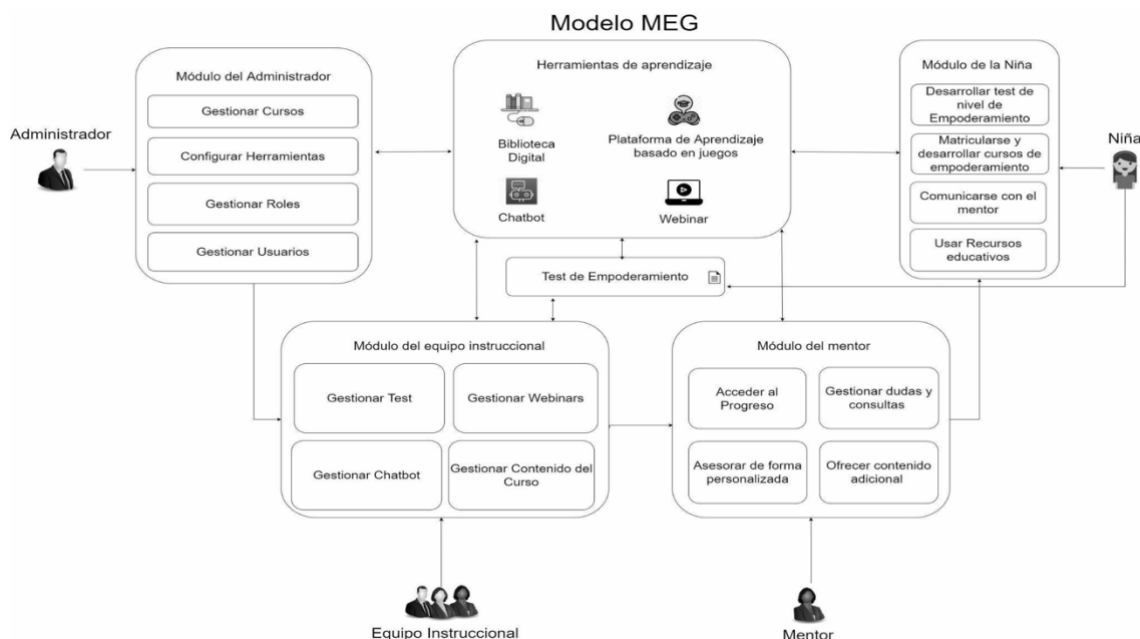 Modelo MEG
Administrador
Módulo del Administrador
Gestionar Cursos
Configurar Herramientas
Gestionar Roles
Gestionar Usuarios
Herramientas de aprendizaje
Biblioteca
Digital
Plataforma de Aprendizaje
basado en juegos
Chatbot
Webinar
Test de Empoderamiento
Módulo de la Niña
Desarrollar test de
nivel de
Empoderamiento
Matricularse y
desarrollar cursos de
empoderamiento
Comunicarse con el
mentor
Usar Recursos
educativos
Niña
Módulo del equipo instruccional
Gestionar Test
Gestionar Webinars
Gestionar Chatbot
Gestionar Contenido del
Curso
Módulo del mentor
Acceder al
Progreso
Gestionar dudas y
consultas
Asesorar de forma
personalizada
Ofrecer contenido
adicional
Equipo Instruccional
Mentor